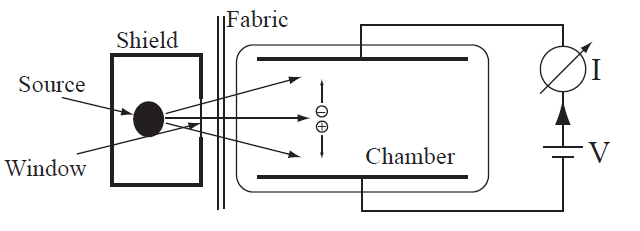 Fabric
Shield
Source
Window
Chamber
I
V
−
+